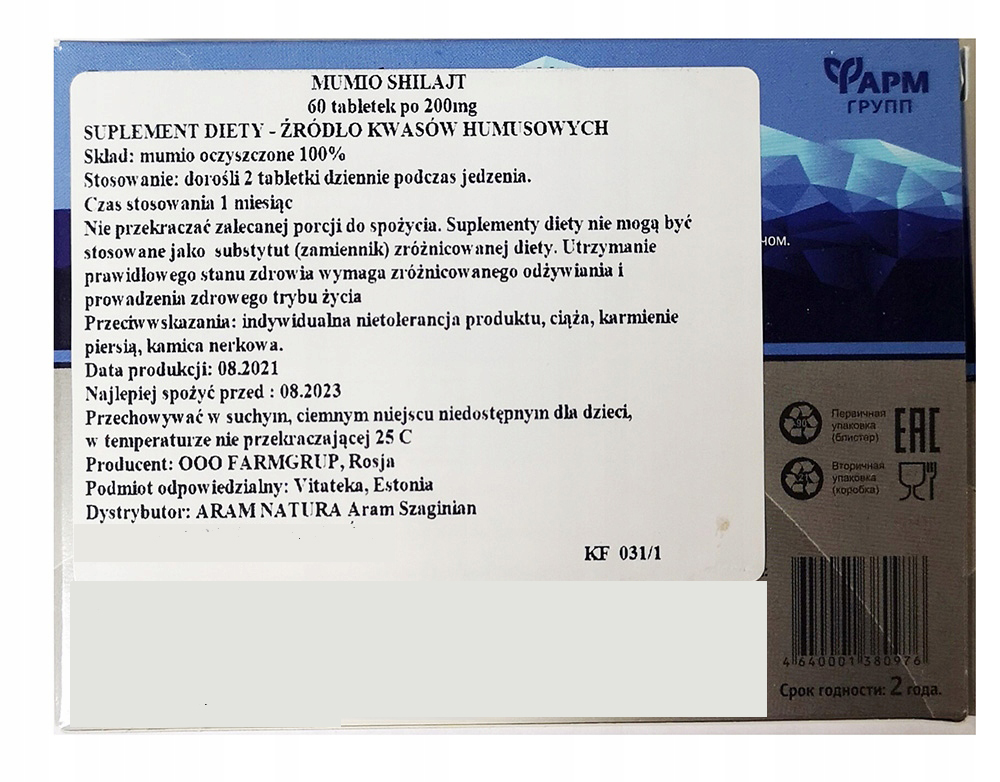 MUMIO SHILAJT
60 tabletek po 200mg
SUPLEMENT DIETY - ŹRÓDŁO KWASÓW HUMUSOWYCH
Skład: mumio oczyszczone 100%
Stosowanie: dorośli 2 tabletki dziennie podczas jedzenia.
Czas stosowania 1 miesiąc
Nie przekraczać zalecanej porcji do spożycia. Suplementy diety nie mogą być
stosowane jako substytut (zamiennik) zróżnicowanej diety. Utrzymanie
prawidłowego stanu zdrowia wymaga zróżnicowanego odżywiania i
prowadzenia zdrowego trybu życia
Przeciwwskazania: indywidualna nietolerancja produktu, ciąża, karmienie
piersią, kamica nerkowa.
Data produkcji: 08.2021
Najlepiej spożyć przed : 08.2023
Przechowywać w suchym, ciemnym miejscu niedostępnym dla dzieci,
w temperaturze nie przekraczającej 25 C
Producent: OOO FARMGRUP, Rosja
Podmiot odpowiedzialny: Vitateka, Estonia
Dystrybutor: ARAM NATURA Aram Szaginian
KF 031/1
ФАРМ
ГРУПП
ном.
Первичная
упаковка
(блистер)
EAC
Вторичная
упаковка
(коробка)
4 640001 380976
Срок годности: 2 года.